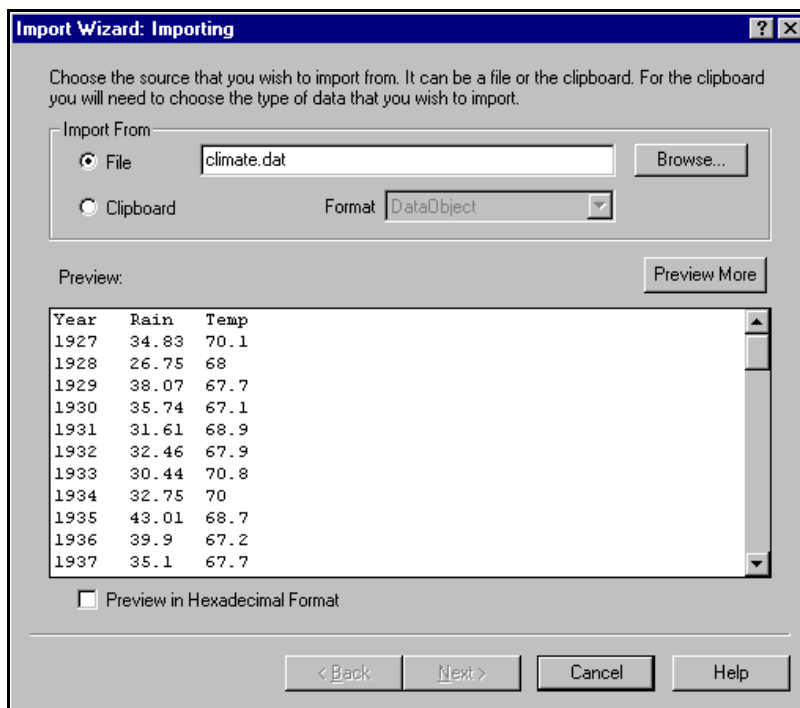 Import Wizard: Importing
Choose the source that you wish to import from. It can be a file or the clipboard. For the clipboard
you will need to choose the type of data that you wish to import.
Import From
File climate.dat Browse...
Clipboard Format DataObject
Preview: Preview More
Year Rain Temp
1927 34.83 70.1
1928 26.75 68
1929 38.07 67.7
1930 35.74 67.1
1931 31.61 68.9
1932 32.46 67.9
1933 30.44 70.8
1934 32.75 70
1935 43.01 68.7
1936 39.9 67.2
1937 35.1 67.7
Preview in Hexadecimal Format
< Back Next > Cancel Help